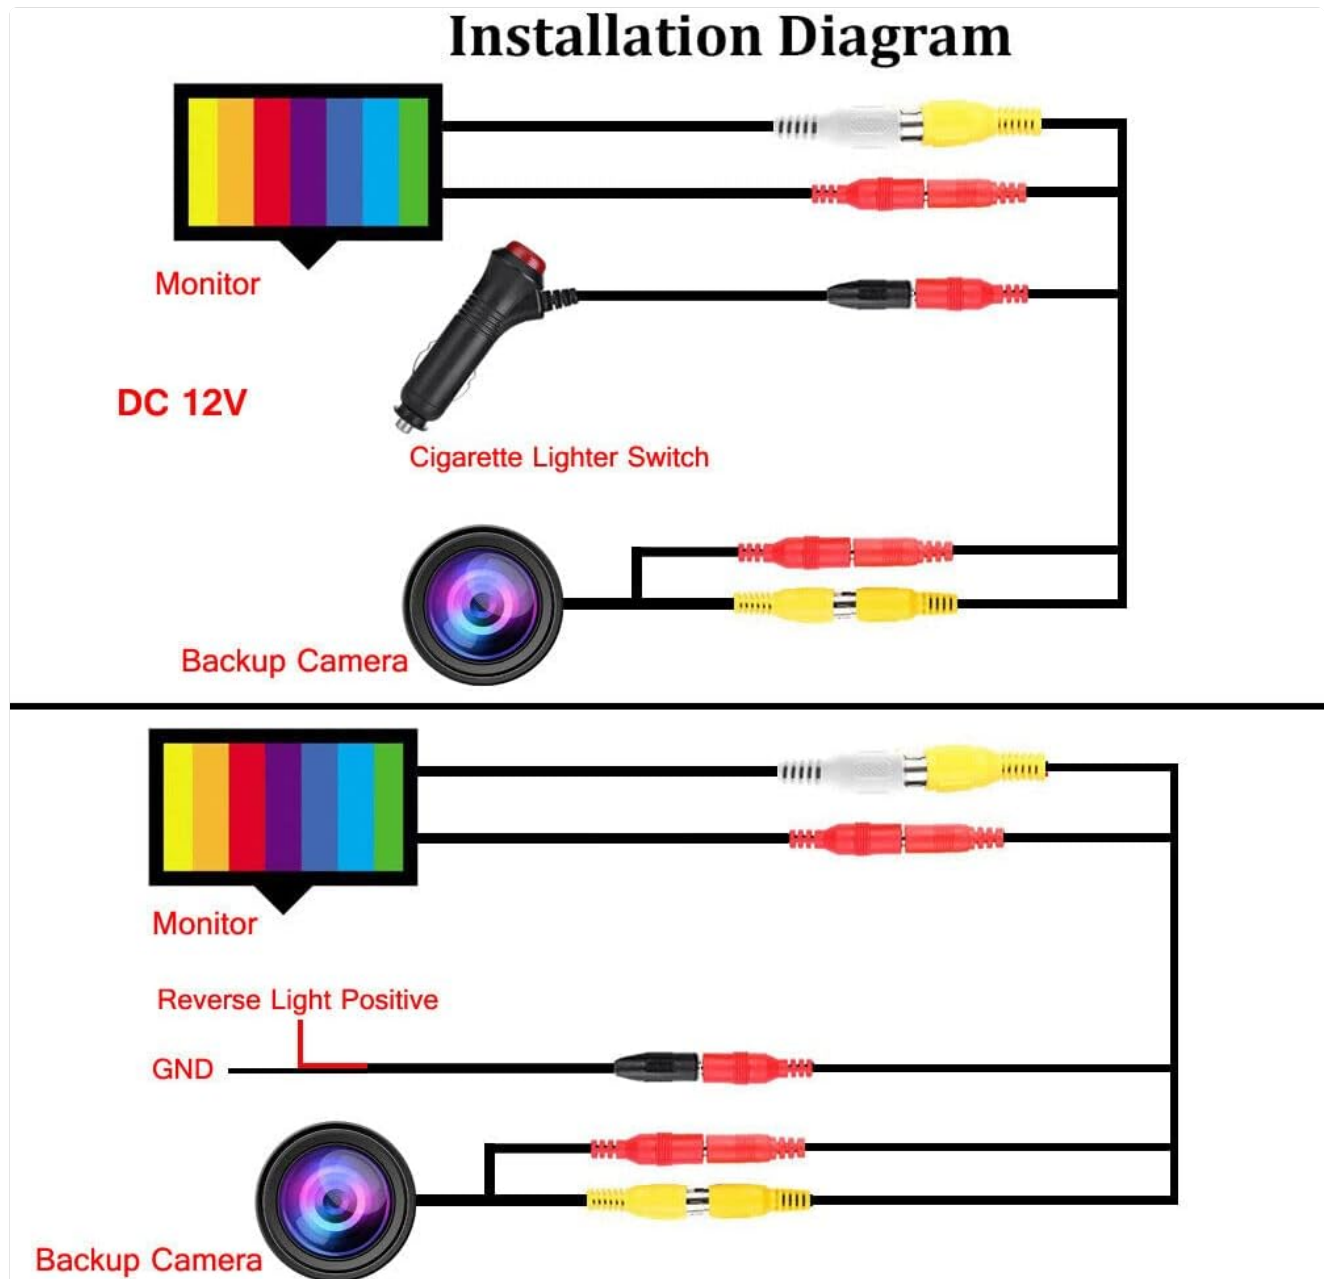 Installation Diagram
Monitor
DC 12V
Cigarette Lighter Switch
Backup Camera
Monitor
Reverse Light Positive
GND
Backup Camera